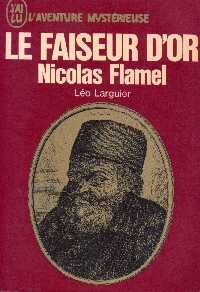 J'AI LU
L'AVENTURE MYSTÉRIEUSE
LE FAISEUR D'OR
Nicolas Flamel
Léo Larguier